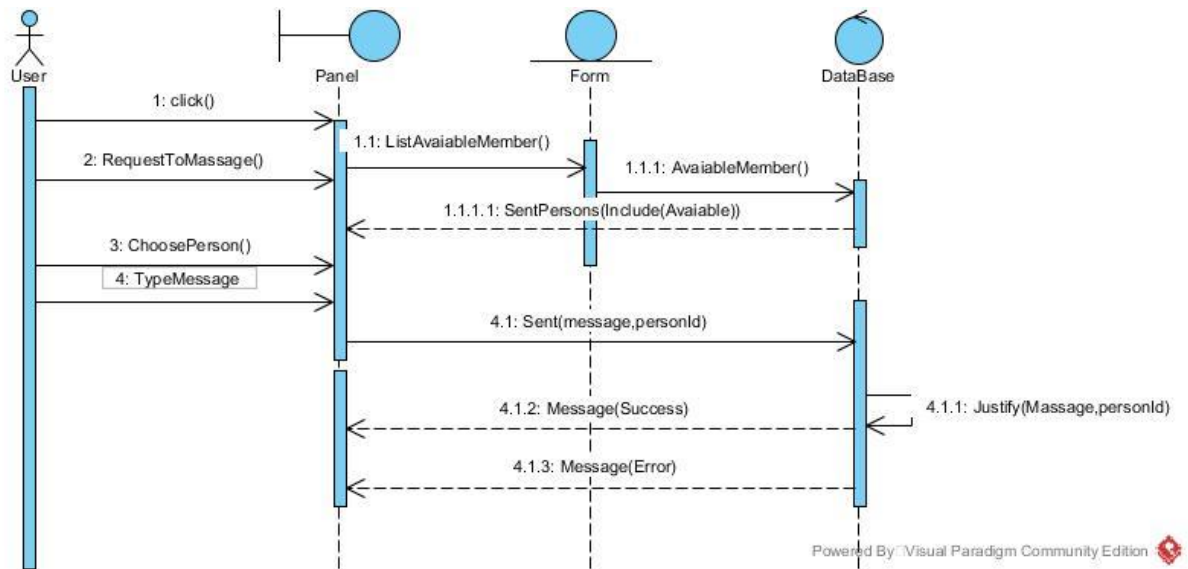 User
Panel
Form
DataBase
1: click()
1.1: ListAvaiableMember()
2: RequestToMassage()
1.1.1: AvaiableMember()
1.1.1.1: SentPersons(Include(Avaiable))
3: ChoosePerson()
4: TypeMessage
4.1: Sent(message,personId)
4.1.1: Justify(Massage,personId)
4.1.2: Message(Success)
4.1.3: Message(Error)
Powered By Visual Paradigm Community Edition